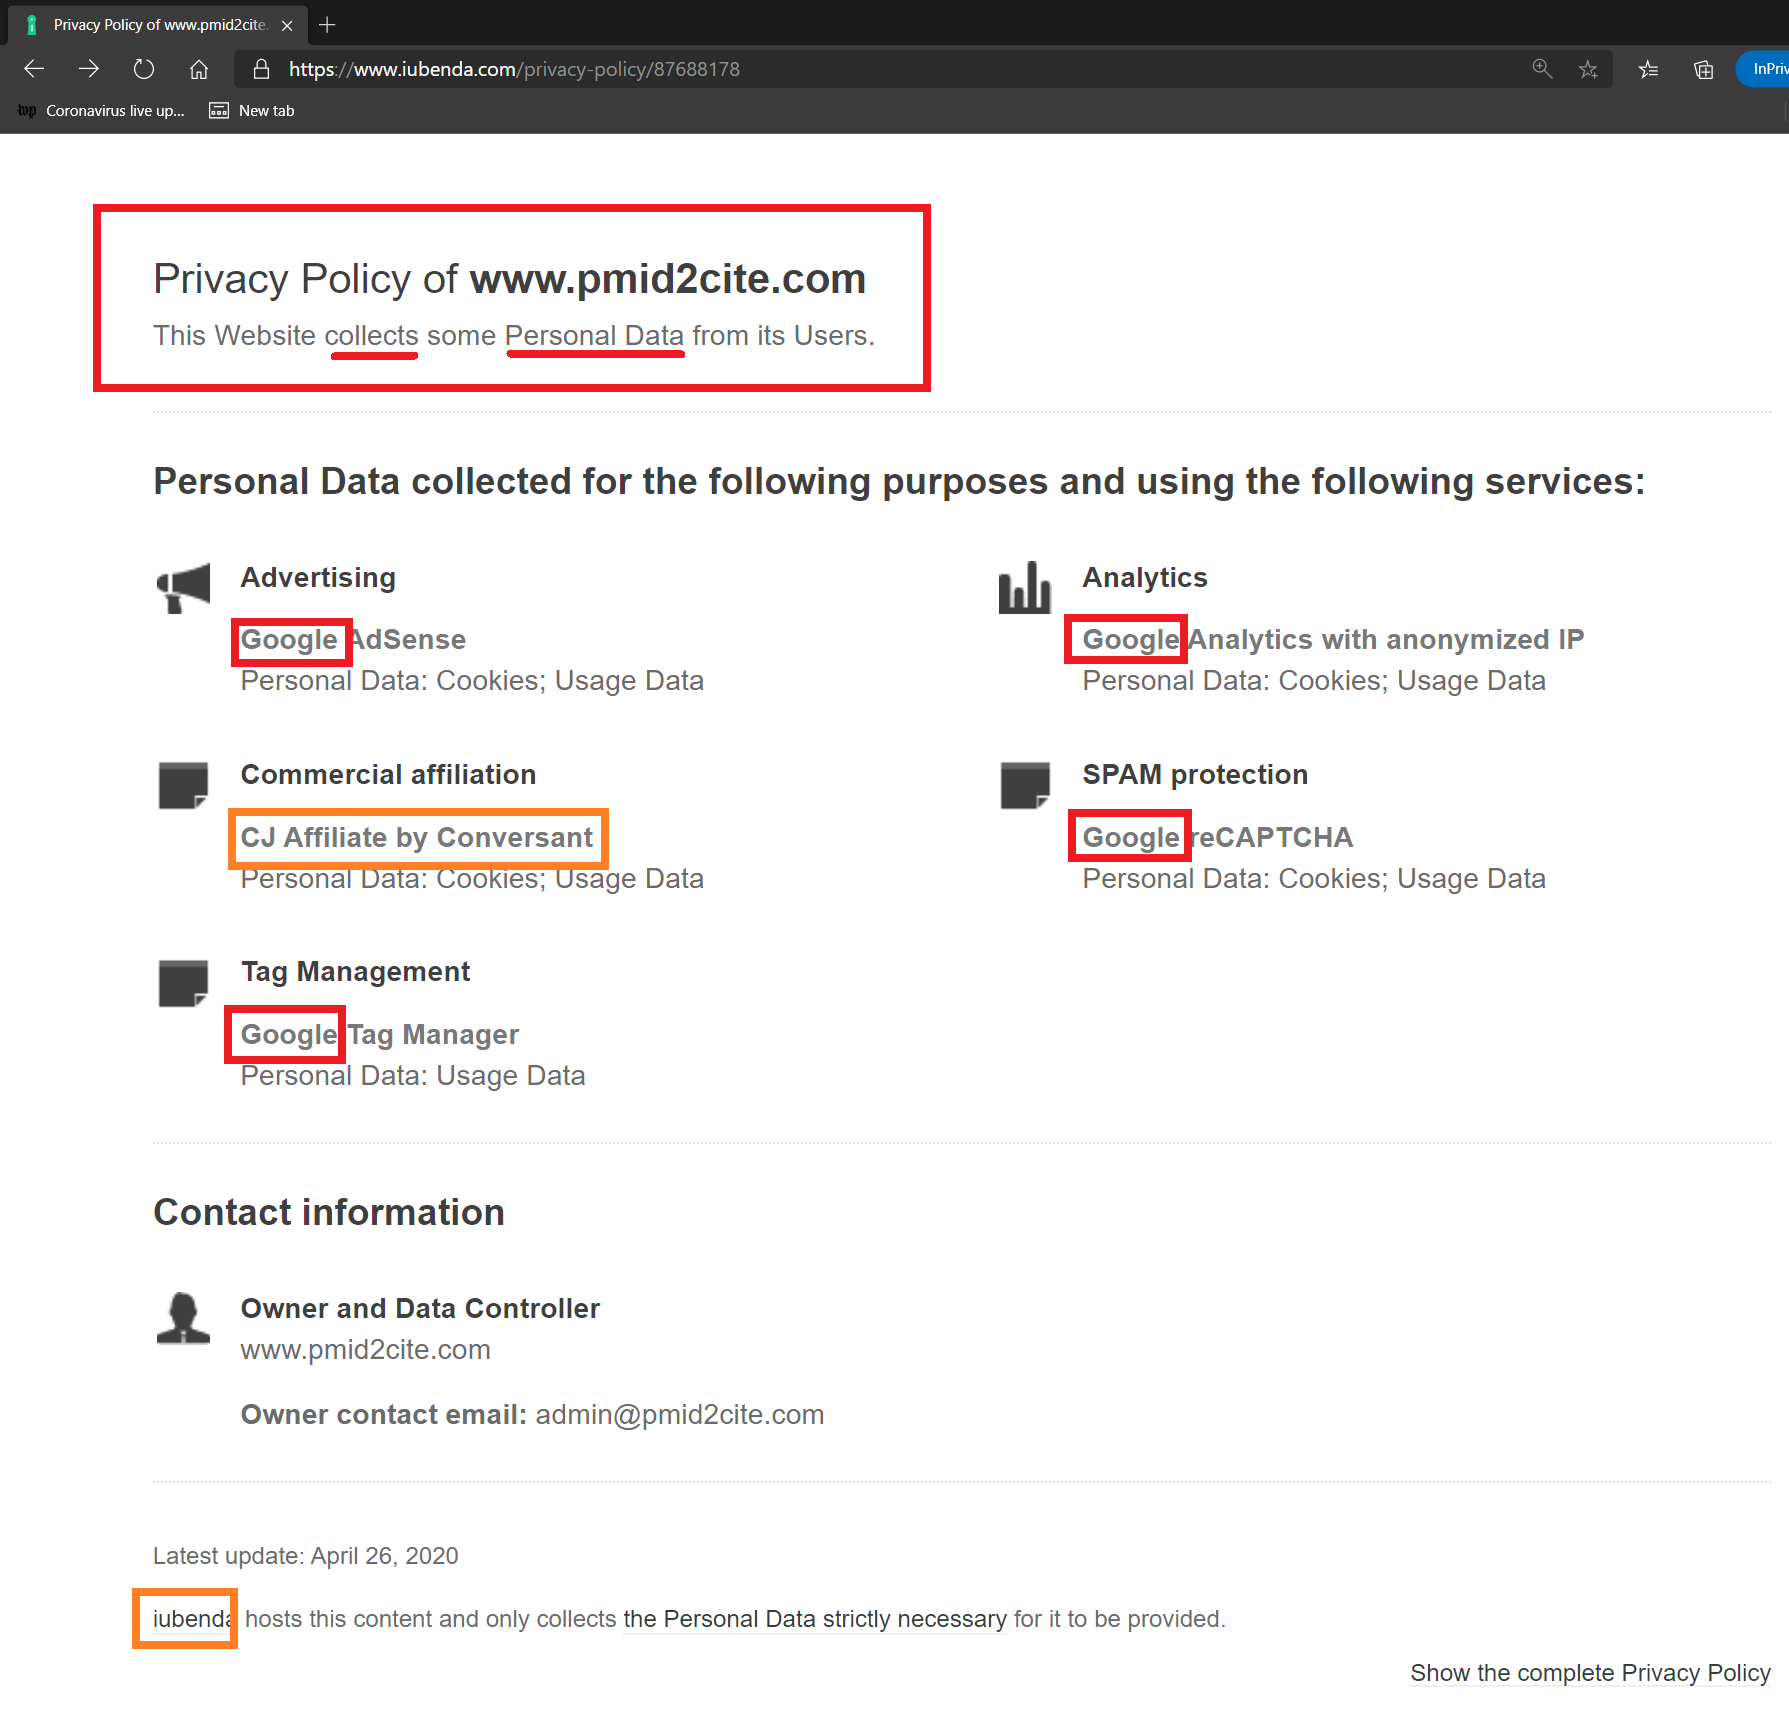 Privacy Policy of www.pmid2cite.
https://www.iubenda.com/privacy-policy/87688178
InPriv
wp Coronavirus live up... New tab
Privacy Policy of www.pmid2cite.com
This Website collects some Personal Data from its Users.
Personal Data collected for the following purposes and using the following services:
Advertising
Google AdSense
Personal Data: Cookies; Usage Data
Analytics
Google Analytics with anonymized IP
Personal Data: Cookies; Usage Data
Commercial affiliation
CJ Affiliate by Conversant
Personal Data: Cookies; Usage Data
SPAM protection
Google reCAPTCHA
Personal Data: Cookies; Usage Data
Tag Management
Google Tag Manager
Personal Data: Usage Data
Contact information
Owner and Data Controller
www.pmid2cite.com
Owner contact email: admin@pmid2cite.com
Latest update: April 26, 2020
iubenda hosts this content and only collects the Personal Data strictly necessary for it to be provided.
Show the complete Privacy Policy